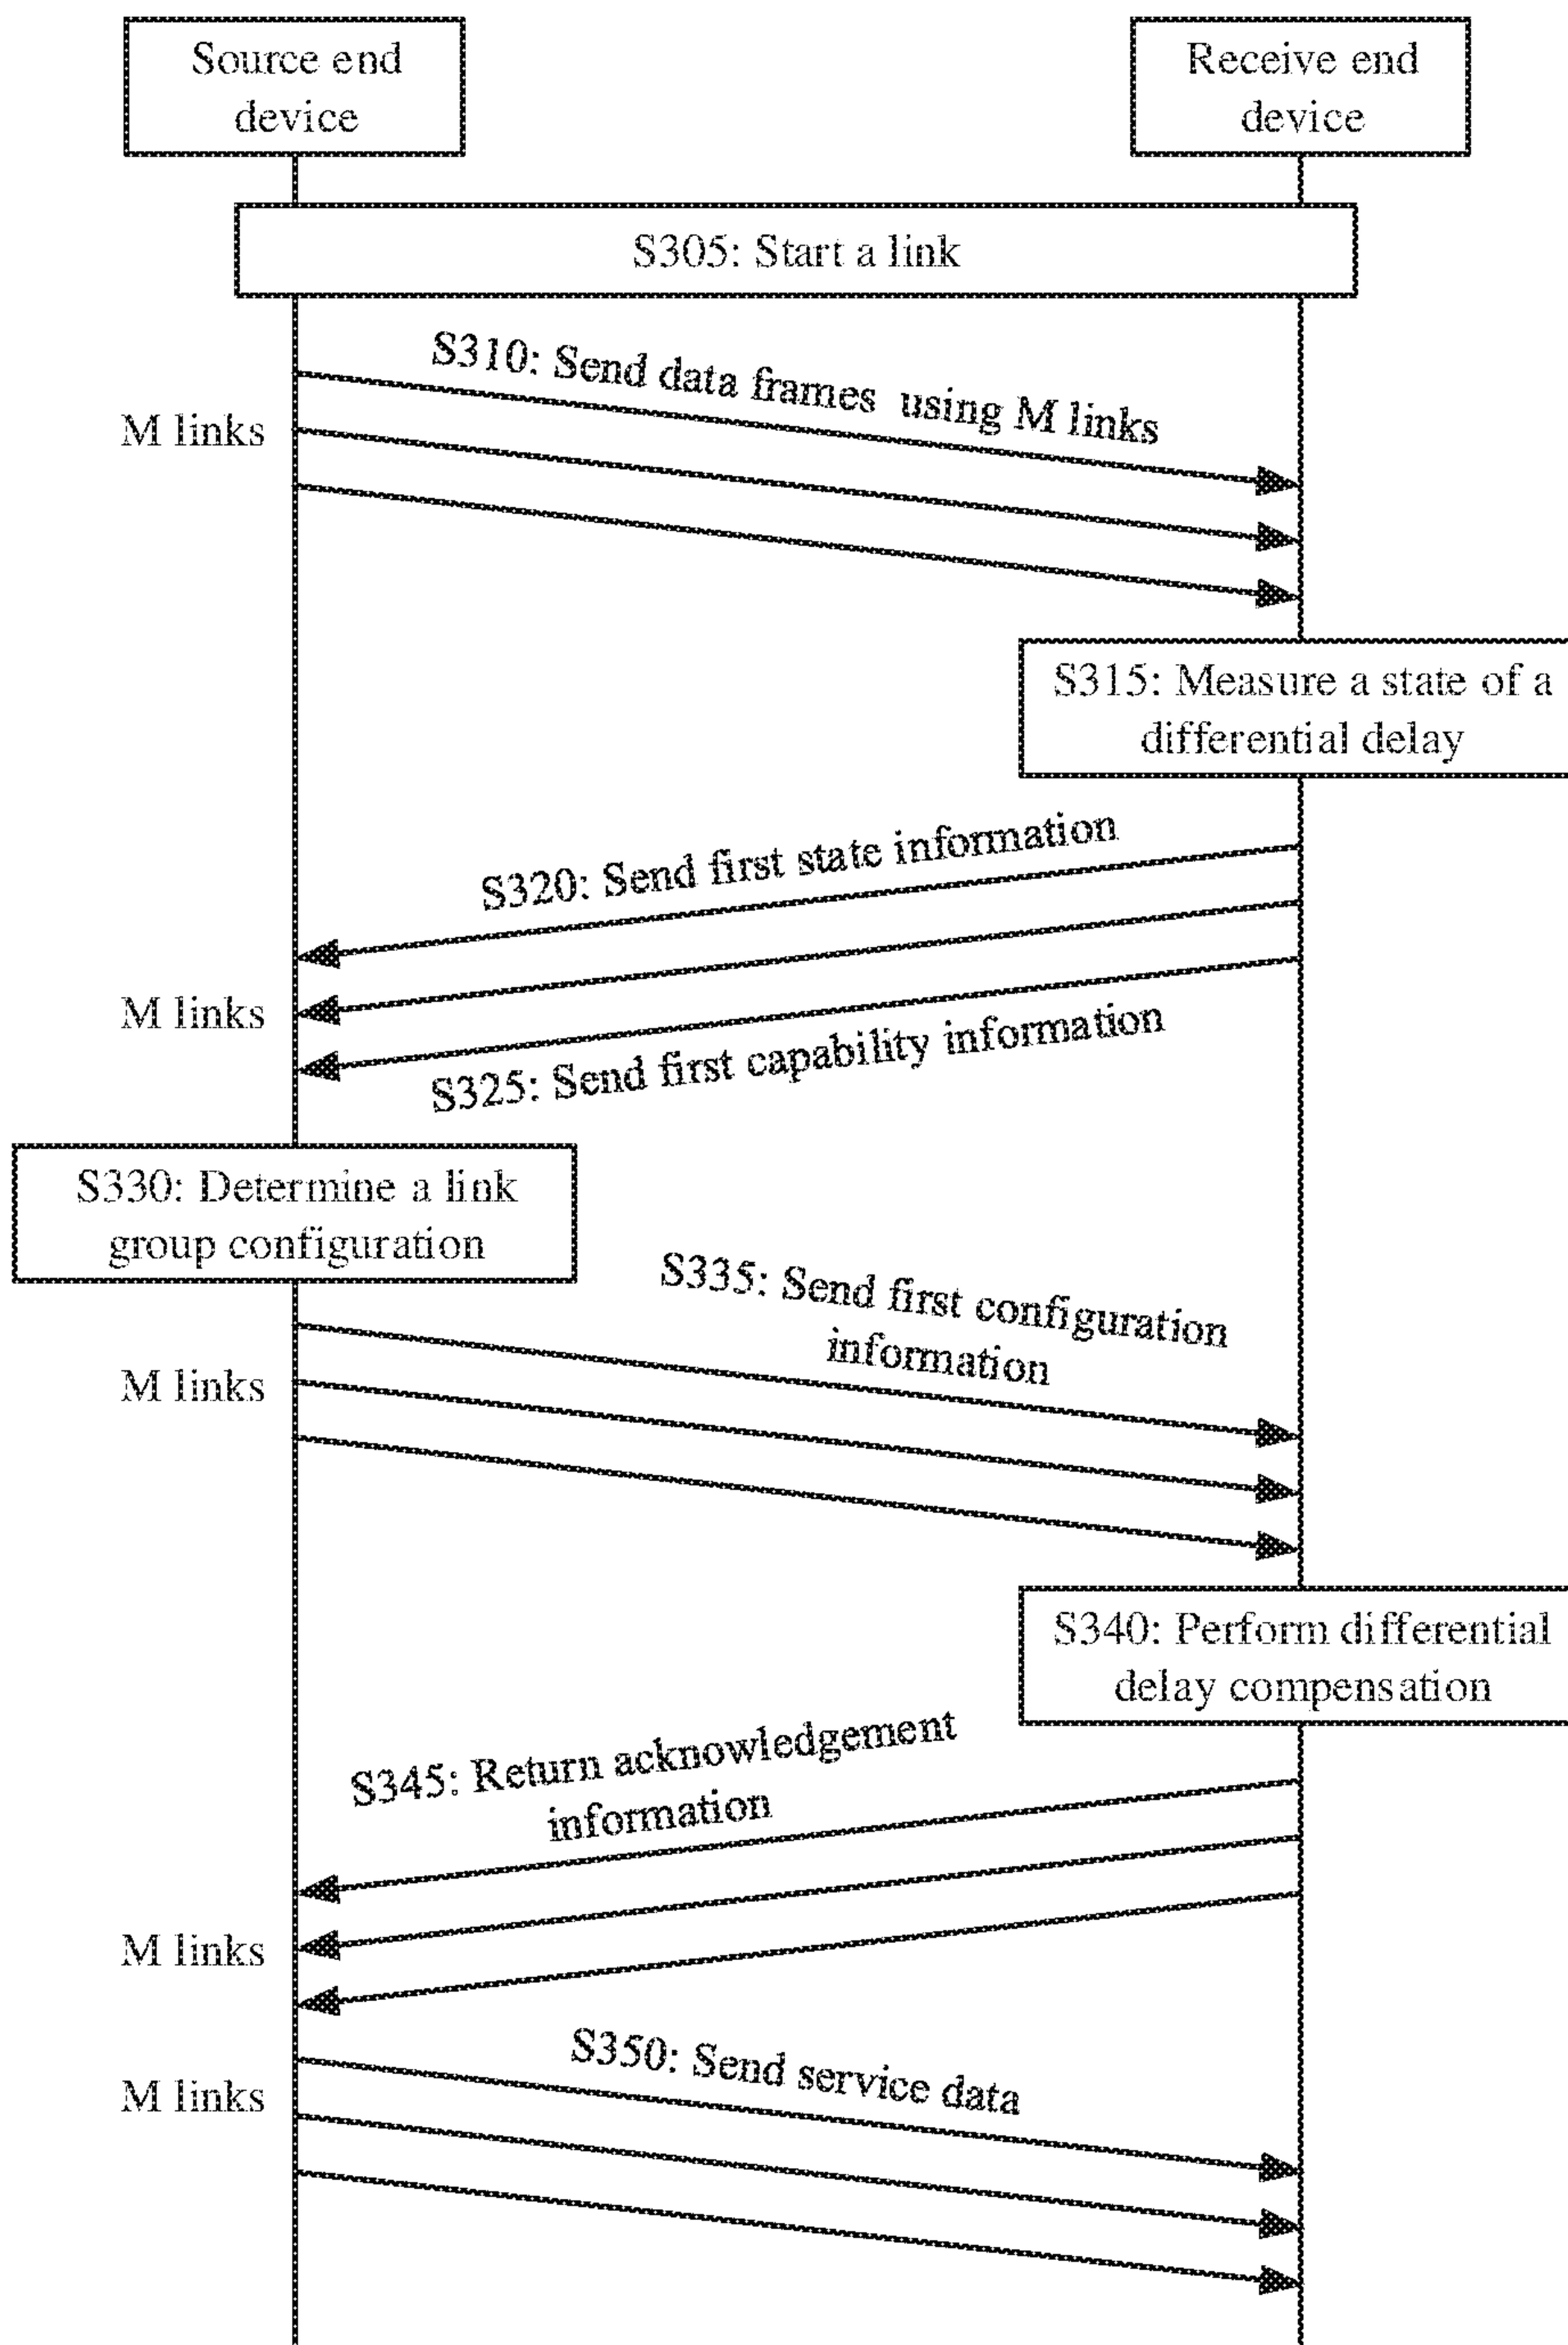 Source end
device
Receive end
device
S305: Start a link
S310: Send data frames using M links
M links
S315: Measure a state of a
differential delay
S320: Send first state information
M links
S325: Send first capability information
S330: Determine a link
group configuration
S335: Send first configuration
information
M links
S340: Perform differential
delay compensation
S345: Return acknowledgement
information
M links
S350: Send service data
M links